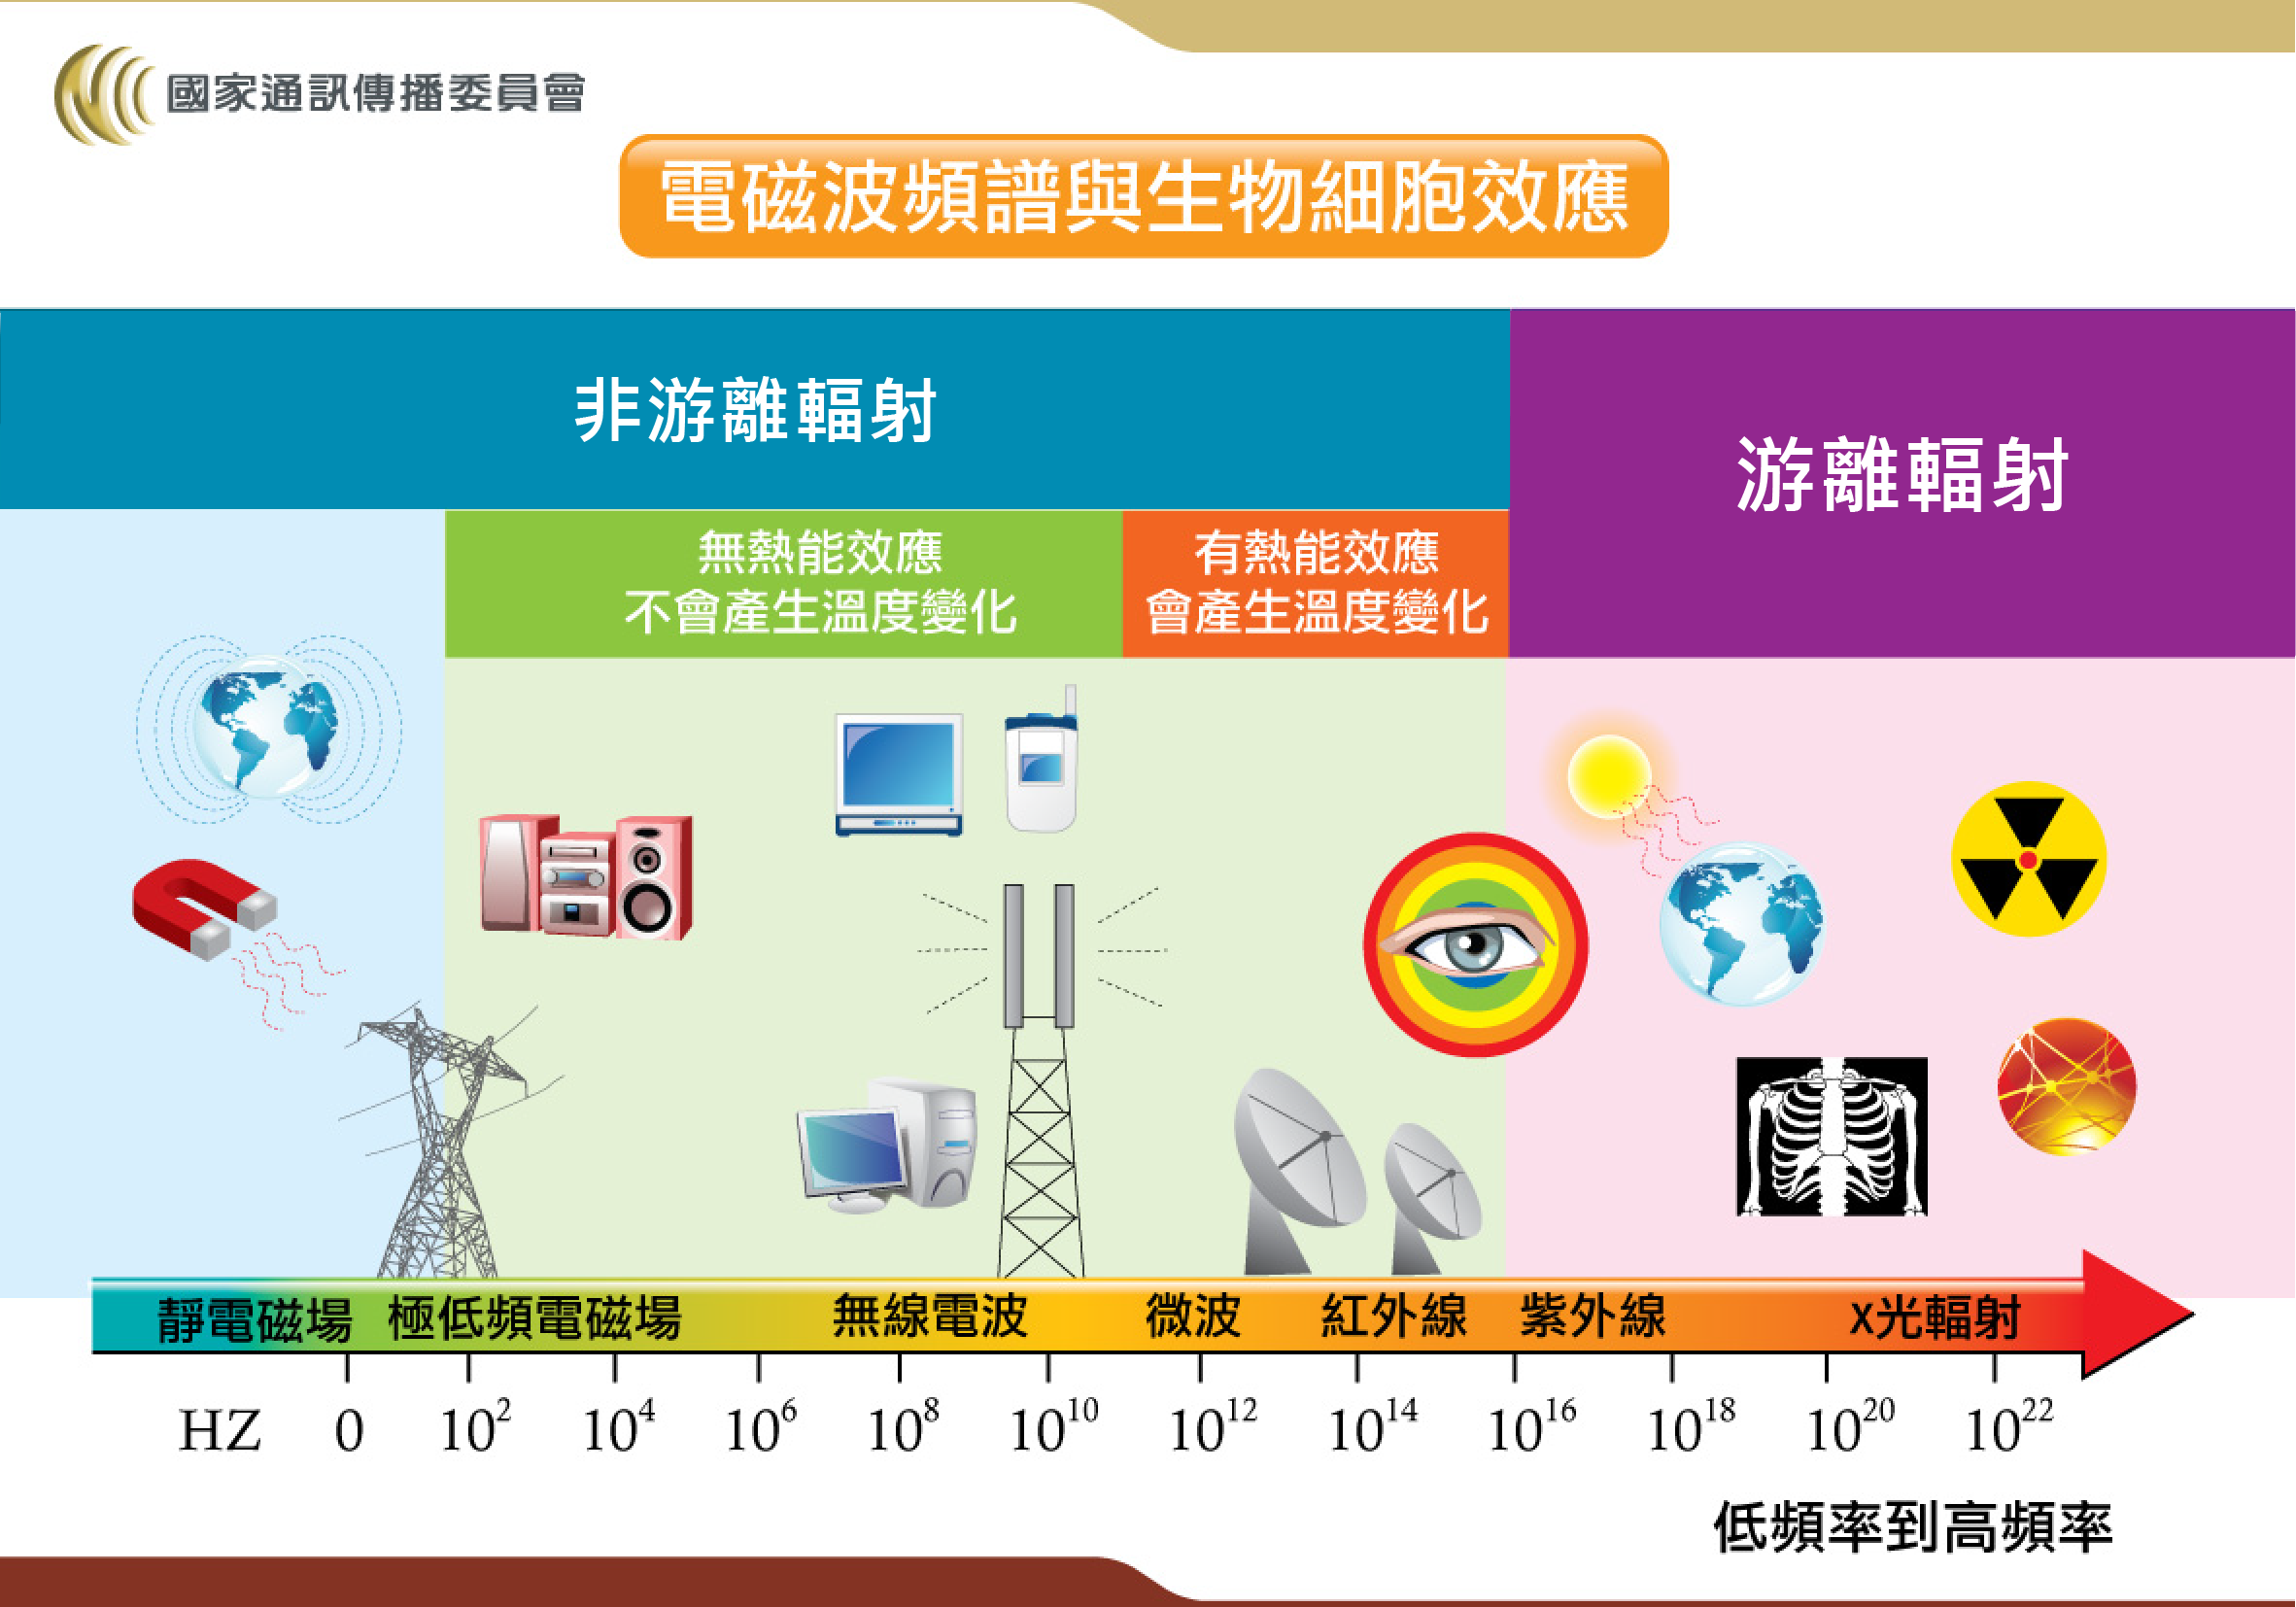 國家通訊傳播委員會
電磁波頻譜與生物細胞效應
非游離輻射
游離輻射
無熱能效應
不會產生溫度變化
有熱能效應
會產生溫度變化
靜電磁場 極低頻電磁場 無線電波 微波 紅外線 紫外線 X光輻射
HZ 0 10² 10⁴ 10⁶ 10⁸ 10¹⁰ 10¹² 10¹⁴ 10¹⁶ 10¹⁸ 10²⁰ 10²²
低頻率到高頻率